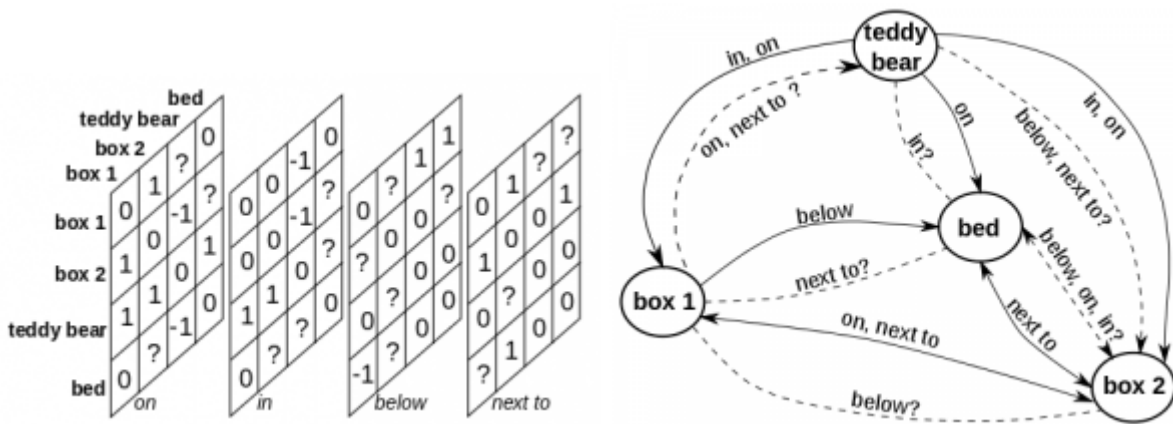 bed
teddy bear
box 2
box 1
box 1
box 2
teddy bear
bed
0 1 ? 0
1 0 -1 ?
1 1 0 1
0 ? -1 0
on
0 0 -1 0
0 0 -1 ?
1 1 0 ?
0 ? ? 0
in
0 ? 1 1
? 0 0 0
0 ? 0 0
-1 ? 0 0
below
0 1 ? ?
1 0 0 1
0 ? 0 0
? 1 0 0
next to
teddy
bear
in, on
on, next to ?
on
in?
in, on
below, next to?
bed
below
next to?
below, on, in?
next to
box 1
on, next to
box 2
below?